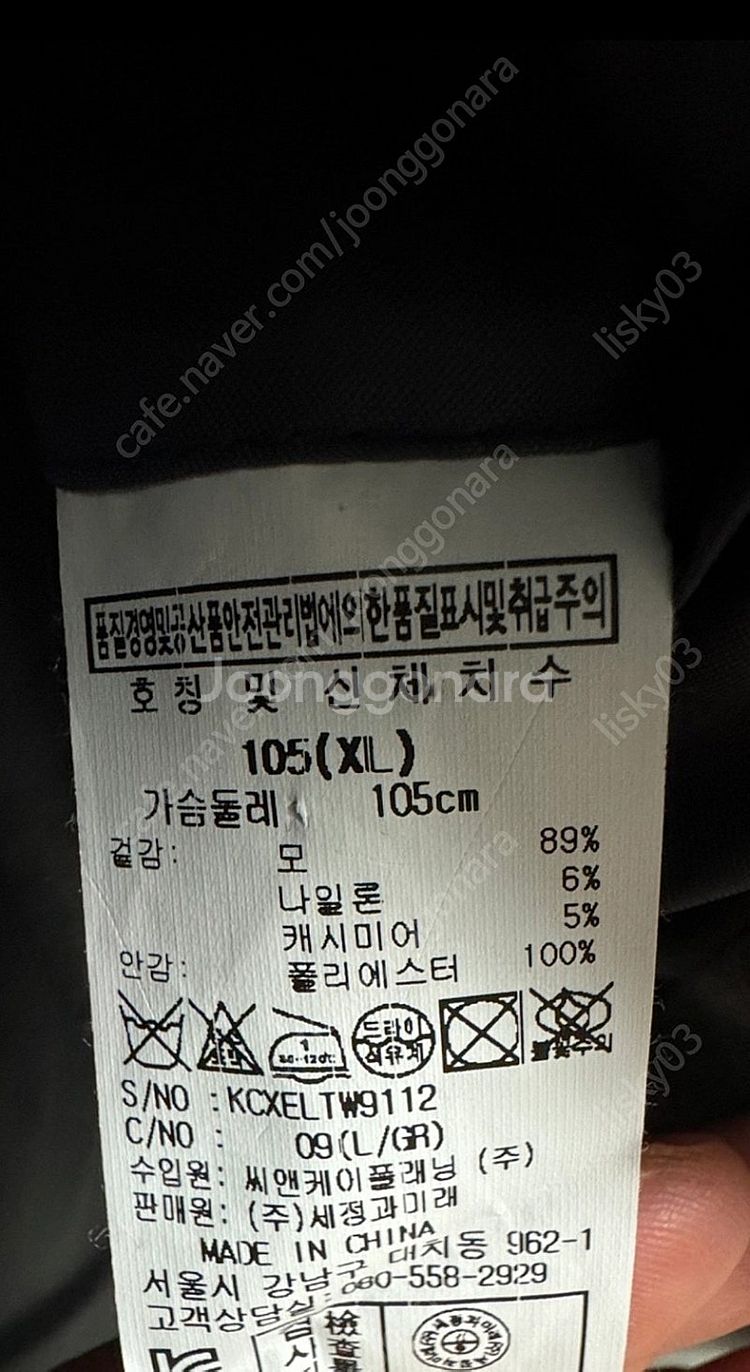 cafe.naver.com/joonggonara
lisky03
품질경영및공산품안전관리법에의한품질표시및취급주의
호칭 및 신체치수
Joonggonara
105(XL)
가슴둘레 105cm
겉감: 모 89%
나일론 6%
캐시미어 5%
안감: 폴리에스터 100%
드라이
석유계
S/NO : KCXELTW9112
C/NO : 09(L/GR)
수입원: 씨앤케이플래닝 (주)
판매원: (주)세정과미래
MADE IN CHINA
서울시 강남구 대치동 962-1
고객상담실: 080-558-2929
lisky03
lisky03